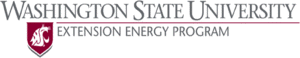 WASHINGTON STATE UNIVERSITY
EXTENSION ENERGY PROGRAM